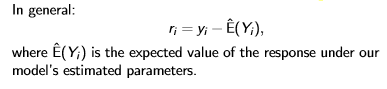 In general:
rᵢ = yᵢ − Ê(Yᵢ),
where Ê(Yᵢ) is the expected value of the response under our
model's estimated parameters.